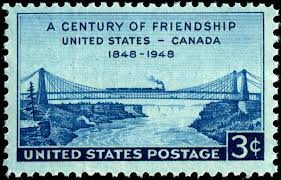 A CENTURY OF FRIENDSHIP
UNITED STATES – CANADA
1848-1948
UNITED STATES POSTAGE 3¢